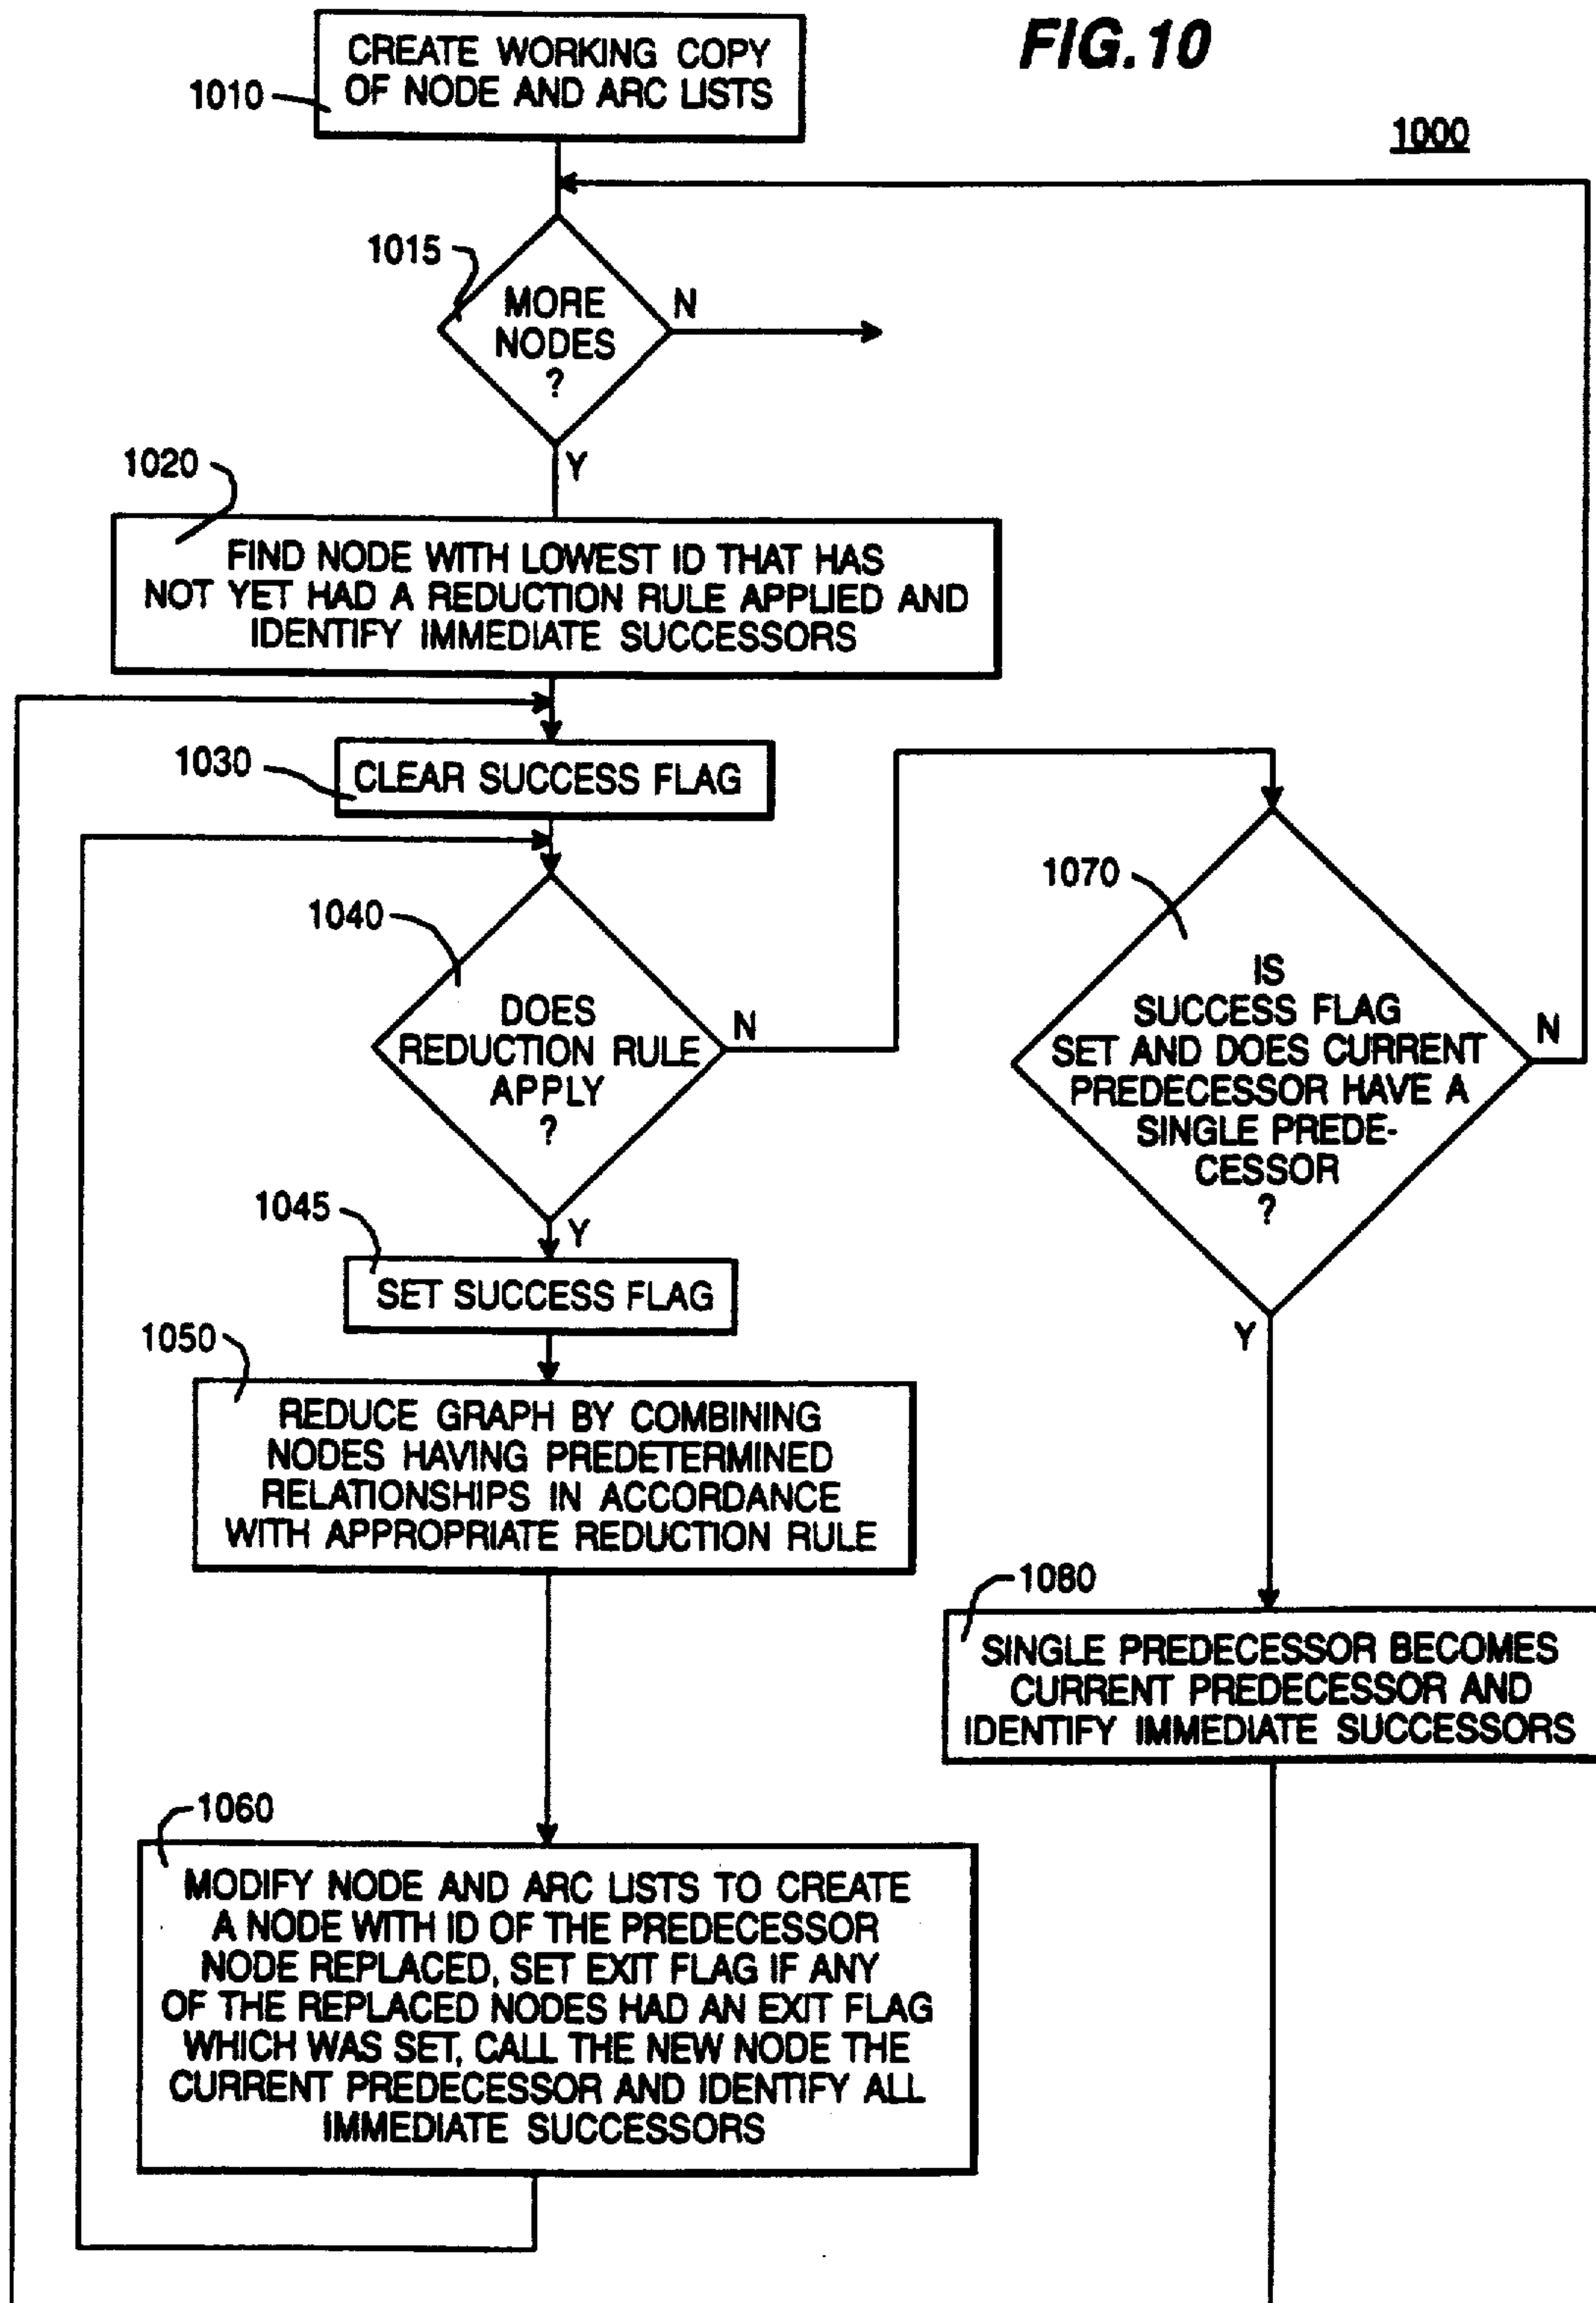 FIG.10
CREATE WORKING COPY
OF NODE AND ARC LISTS
1010
1000
1015
MORE
NODES
?
N
Y
1020
FIND NODE WITH LOWEST ID THAT HAS
NOT YET HAD A REDUCTION RULE APPLIED AND
IDENTIFY IMMEDIATE SUCCESSORS
1030
CLEAR SUCCESS FLAG
1040
DOES
REDUCTION RULE
APPLY
?
N
Y
1070
IS
SUCCESS FLAG
SET AND DOES CURRENT
PREDECESSOR HAVE A
SINGLE PREDE-
CESSOR
?
N
Y
1045
SET SUCCESS FLAG
1050
REDUCE GRAPH BY COMBINING
NODES HAVING PREDETERMINED
RELATIONSHIPS IN ACCORDANCE
WITH APPROPRIATE REDUCTION RULE
1080
SINGLE PREDECESSOR BECOMES
CURRENT PREDECESSOR AND
IDENTIFY IMMEDIATE SUCCESSORS
1060
MODIFY NODE AND ARC LISTS TO CREATE
A NODE WITH ID OF THE PREDECESSOR
NODE REPLACED, SET EXIT FLAG IF ANY
OF THE REPLACED NODES HAD AN EXIT FLAG
WHICH WAS SET, CALL THE NEW NODE THE
CURRENT PREDECESSOR AND IDENTIFY ALL
IMMEDIATE SUCCESSORS